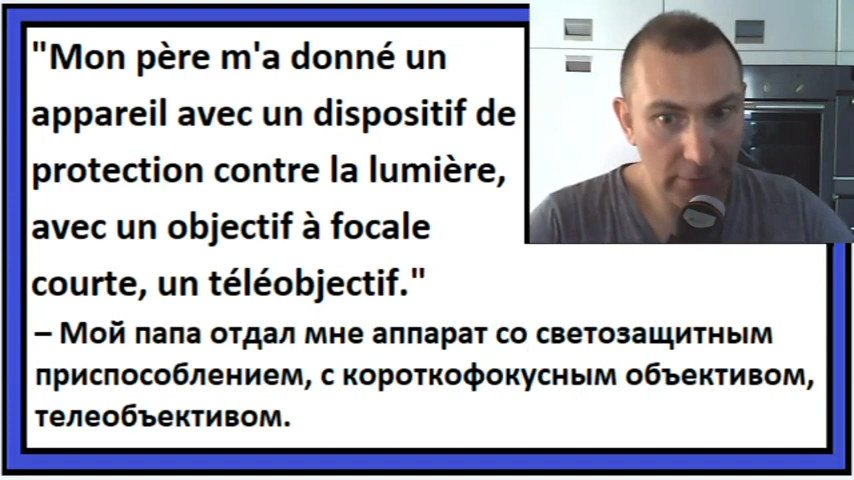 "Mon père m'a donné un
appareil avec un dispositif de
protection contre la lumière,
avec un objectif à focale
courte, un téléobjectif."
– Мой папа отдал мне аппарат со светозащитным
приспособлением, с короткофокусным объективом,
телеобъективом.